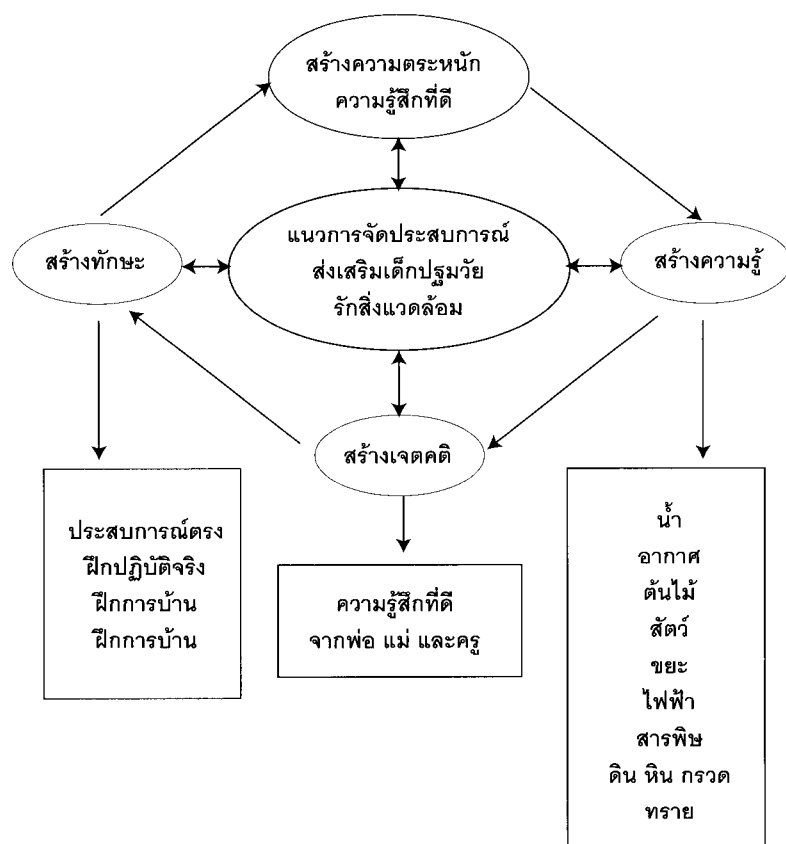 สร้างความตระหนัก
ความรู้สึกที่ดี
แนวการจัดประสบการณ์
ส่งเสริมเด็กปฐมวัย
รักสิ่งแวดล้อม
สร้างทักษะ
สร้างความรู้
สร้างเจตคติ
ประสบการณ์ตรง
ฝึกปฏิบัติจริง
ฝึกการบ้าน
ฝึกการบ้าน
ความรู้สึกที่ดี
จากพ่อ แม่ และครู
น้ำ
อากาศ
ต้นไม้
สัตว์
ขยะ
ไฟฟ้า
สารพิษ
ดิน หิน กรวด
ทราย